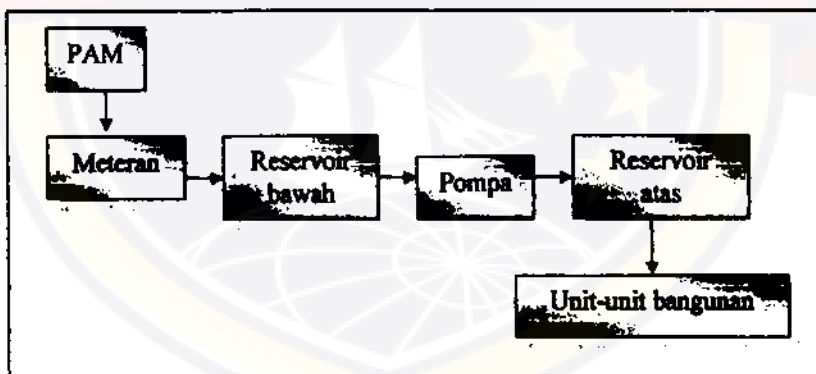 PAM
Meteran
Reservoir
bawah
Pompa
Reservoir
atas
Unit-unit bangunan